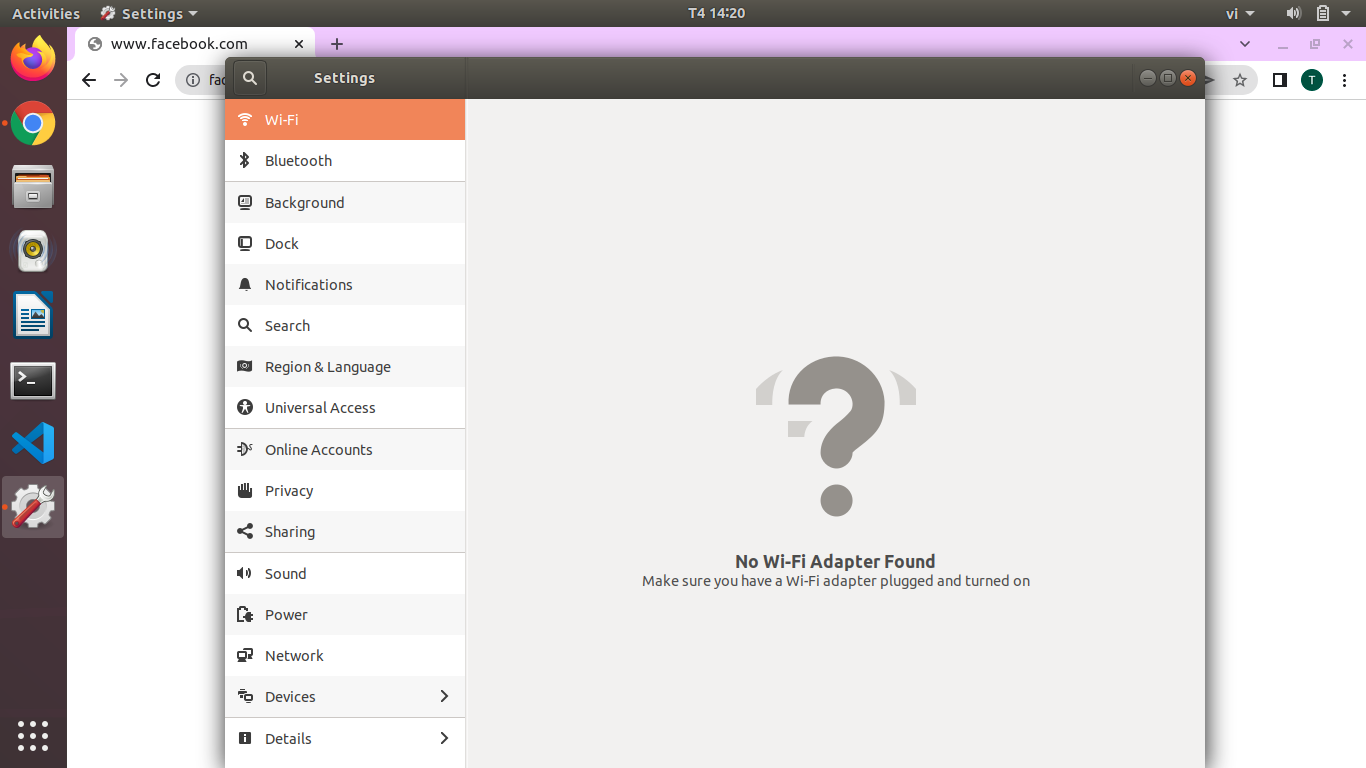 Activities
Settings
T4 14:20
vi
www.facebook.com
Settings
T
Wi-Fi
Bluetooth
Background
Dock
Notifications
Search
Region & Language
Universal Access
Online Accounts
Privacy
Sharing
Sound
Power
Network
Devices
Details
No Wi-Fi Adapter Found
Make sure you have a Wi-Fi adapter plugged and turned on